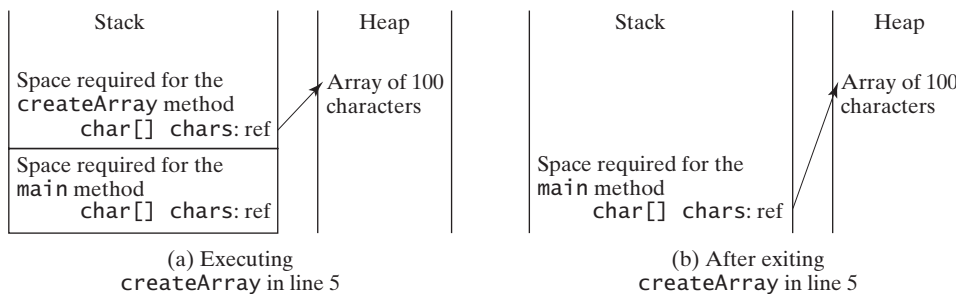 Stack
Heap
Space required for the
createArray method
char[] chars: ref
Array of 100
characters
Space required for the
main method
char[] chars: ref
(a) Executing
createArray in line 5
Stack
Heap
Array of 100
characters
Space required for the
main method
char[] chars: ref
(b) After exiting
createArray in line 5